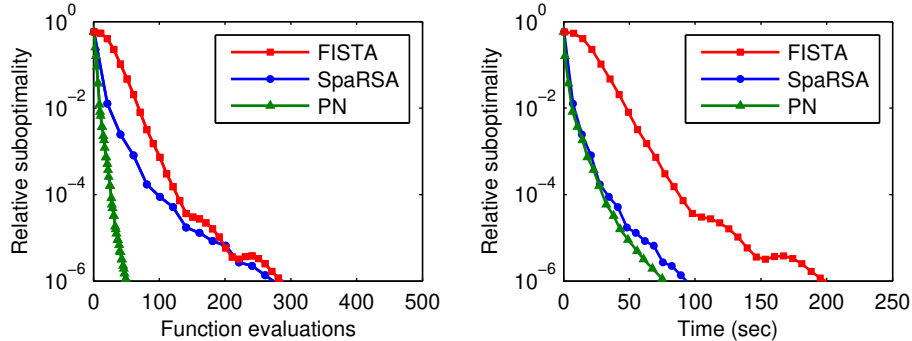 Relative suboptimality
10^0
10^-2
10^-4
10^-6
FISTA
SpaRSA
PN
0 100 200 300 400 500
Function evaluations
Relative suboptimality
10^0
10^-2
10^-4
10^-6
FISTA
SpaRSA
PN
0 50 100 150 200 250
Time (sec)